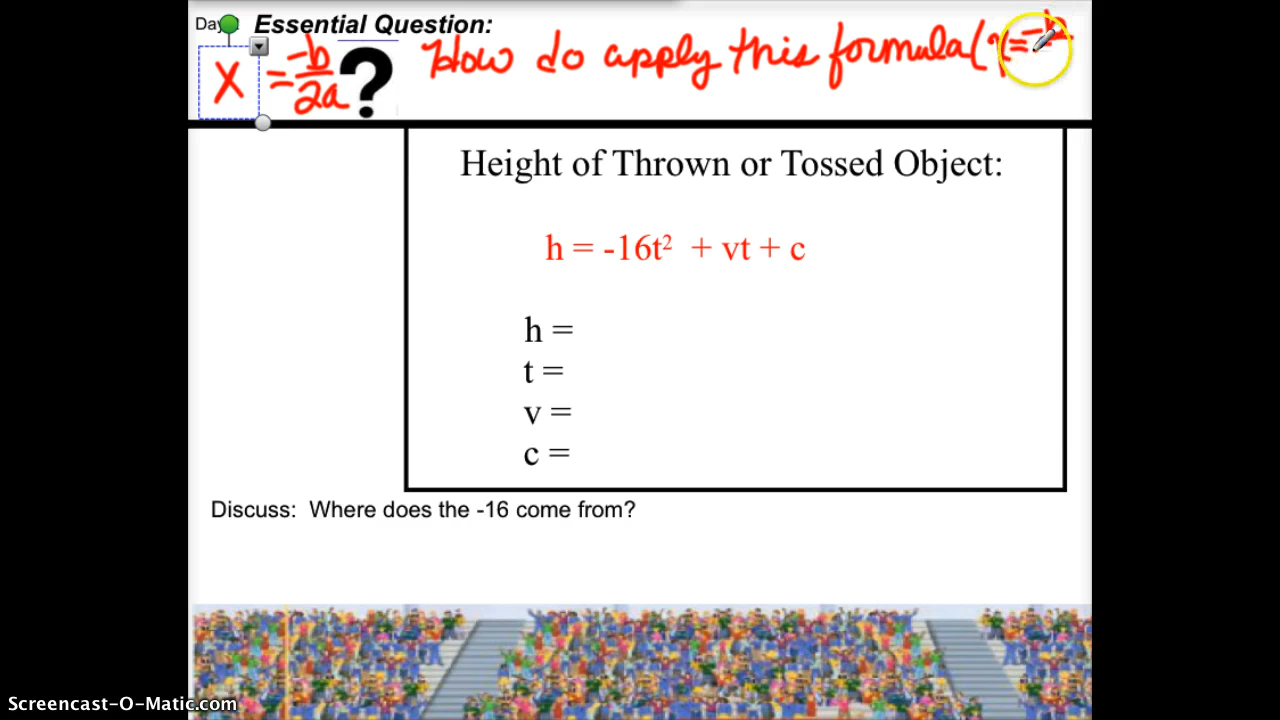 Day Essential Question:
x = -b/2a ? How do apply this formula (x = -b
Height of Thrown or Tossed Object:
h = -16t² + vt + c
h =
t =
v =
c =
Discuss: Where does the -16 come from?
Screencast-O-Matic.com